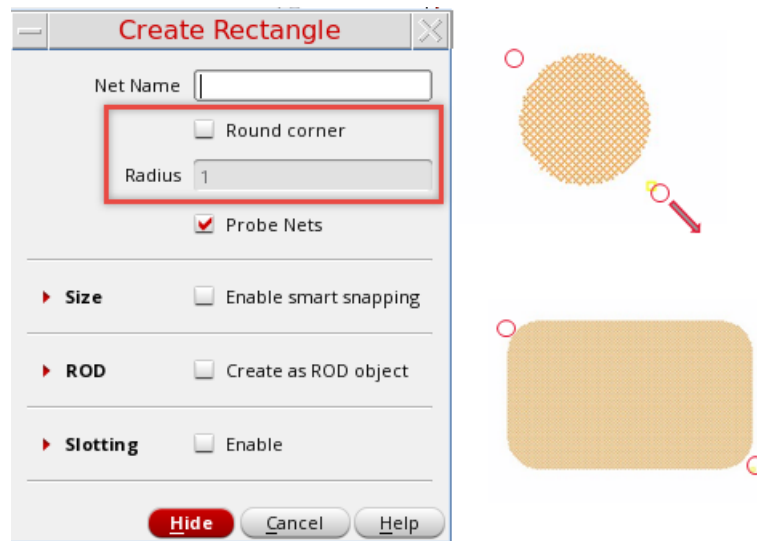 Create Rectangle
Net Name
Round corner
Radius 1
Probe Nets
Size Enable smart snapping
ROD Create as ROD object
Slotting Enable
Hide Cancel Help